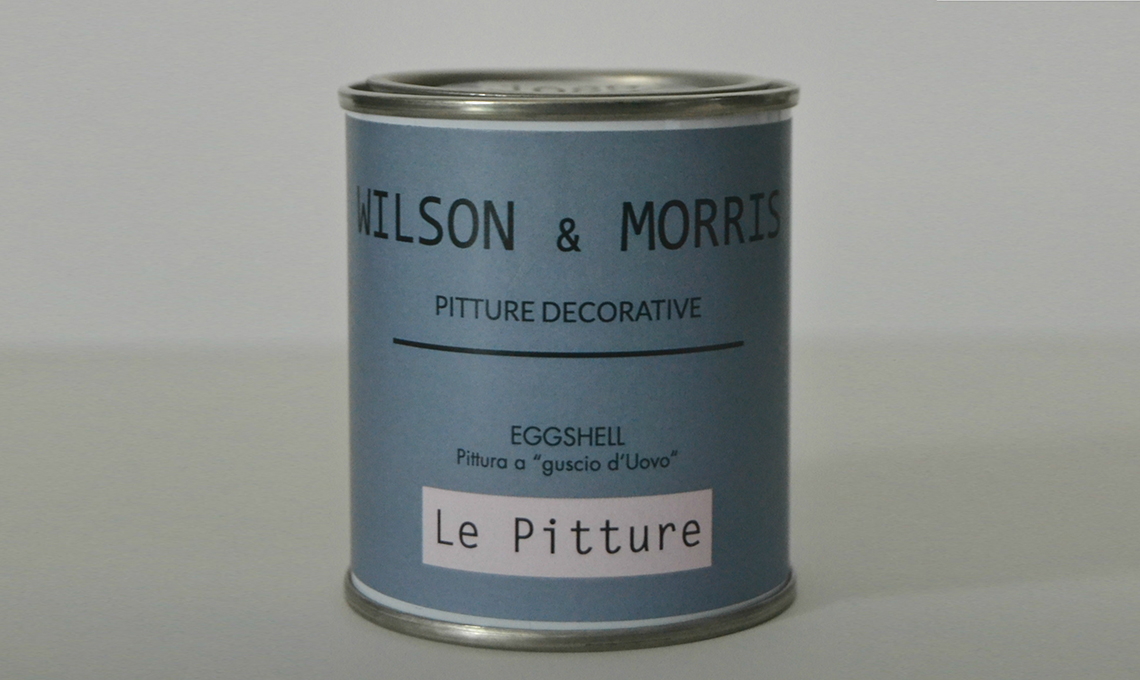 WILSON & MORRIS
PITTURE DECORATIVE
EGGSHELL
Pittura a “guscio d’Uovo”
Le Pitture